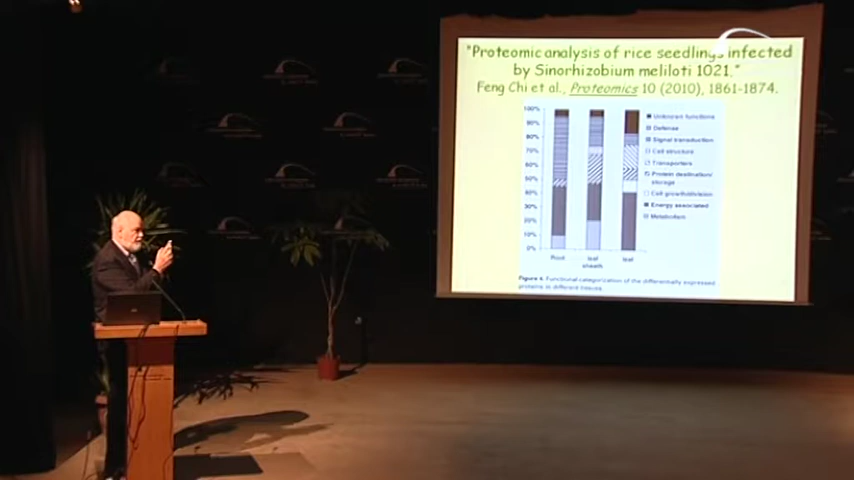 "Proteomic analysis of rice seedlings infected
by Sinorhizobium meliloti 1021."
Feng Chi et al., Proteomics 10 (2010), 1861-1874.
100%
90%
80%
70%
60%
50%
40%
30%
20%
10%
0%
Root
leaf
sheath
leaf
Unknown functions
Defense
Signal transduction
Cell structure
Transporters
Protein destination/
storage
Cell growth/division
Energy associated
Metabolism
Figure 4. Functional categorization of the differentially expressed
proteins in different tissues.